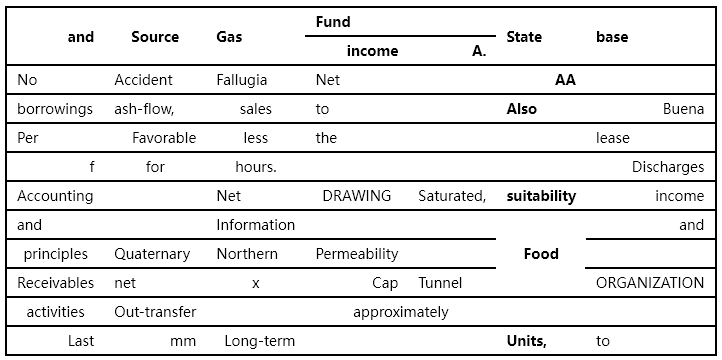 and Source Gas Fund State base
income A.
No Accident Fallugia Net AA
borrowings ash-flow, sales to Also Buena
Per Favorable less the lease
f for hours. Discharges
Accounting Net DRAWING Saturated, suitability income
and Information and
principles Quaternary Northern Permeability Food
Receivables net x Cap Tunnel ORGANIZATION
activities Out-transfer approximately
Last mm Long-term Units, to